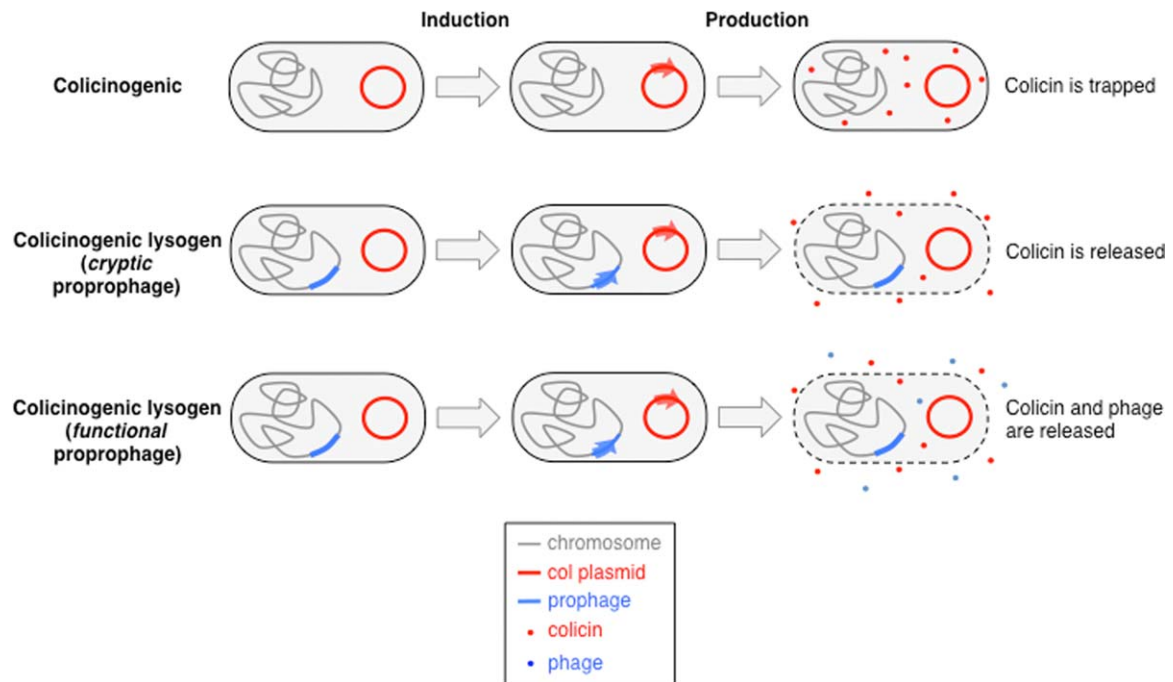 Induction
Production
Colicinogenic
Colicin is trapped
Colicinogenic lysogen
(cryptic
proprophage)
Colicin is released
Colicinogenic lysogen
(functional
proprophage)
Colicin and phage
are released
chromosome
col plasmid
prophage
colicin
phage